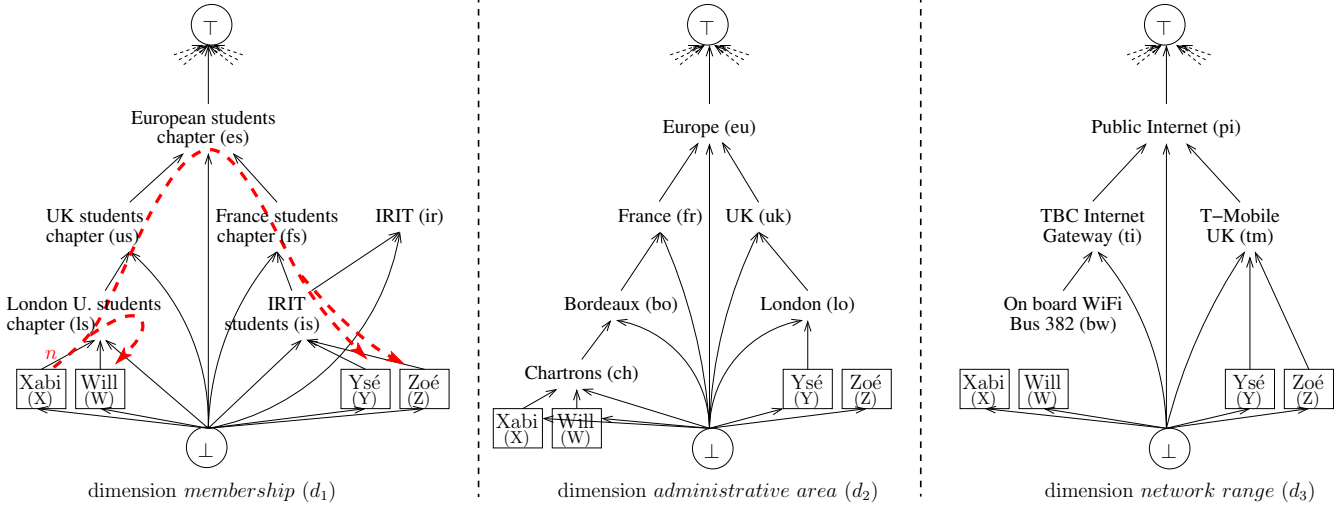 ⊤
European students
chapter (es)
UK students
chapter (us)
France students
chapter (fs)
IRIT (ir)
London U. students
chapter (ls)
IRIT
students (is)
n
Xabi
(X)
Will
(W)
Ysé
(Y)
Zoé
(Z)
⊥
dimension membership (d₁)
⊤
Europe (eu)
France (fr)
UK (uk)
Bordeaux (bo)
London (lo)
Chartrons (ch)
Xabi
(X)
Will
(W)
Ysé
(Y)
Zoé
(Z)
⊥
dimension administrative area (d₂)
⊤
Public Internet (pi)
TBC Internet
Gateway (ti)
T−Mobile
UK (tm)
On board WiFi
Bus 382 (bw)
Xabi
(X)
Will
(W)
Ysé
(Y)
Zoé
(Z)
⊥
dimension network range (d₃)